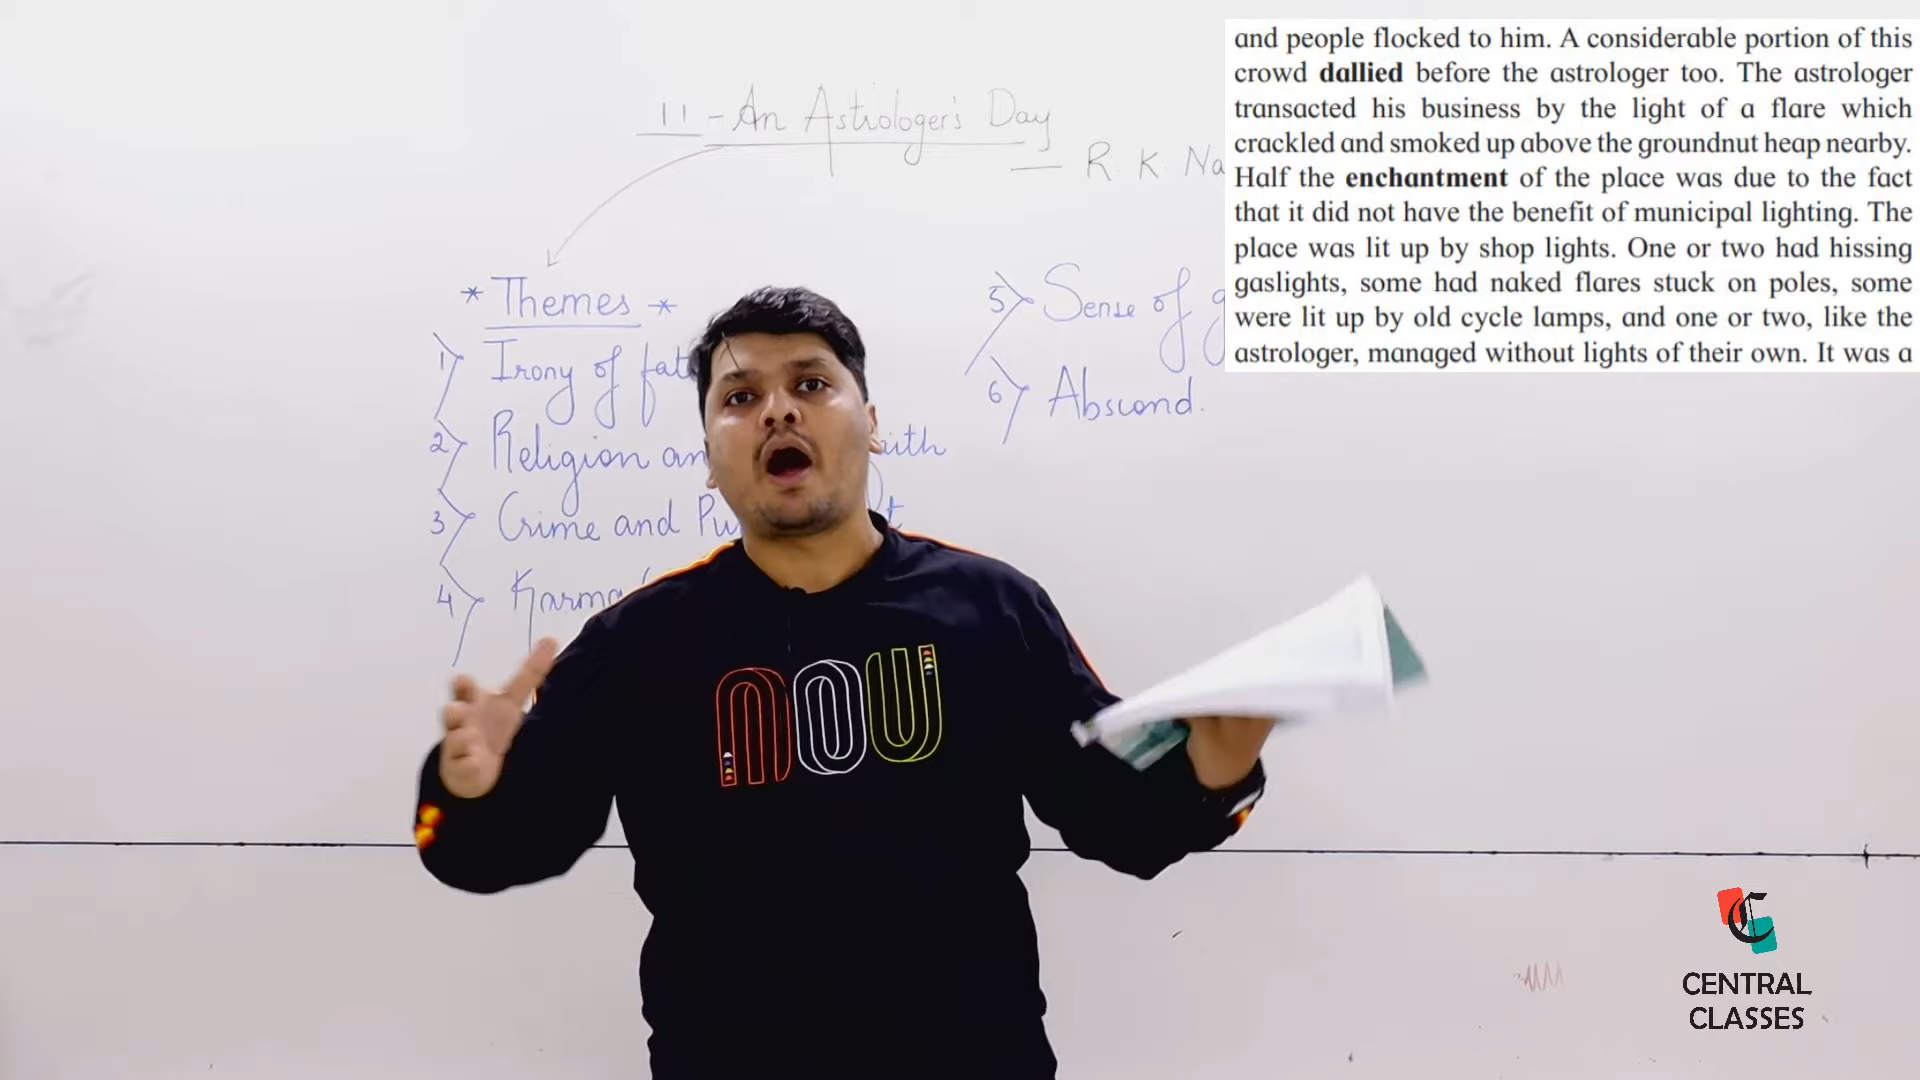 11 - An Astrologer's Day
— R. K. Na
* Themes *
1) Irony of fat
2) Religion an aith
3) Crime and Pu t
4) Karma
5) Sense of g
6) Abscond.
and people flocked to him. A considerable portion of this
crowd dallied before the astrologer too. The astrologer
transacted his business by the light of a flare which
crackled and smoked up above the groundnut heap nearby.
Half the enchantment of the place was due to the fact
that it did not have the benefit of municipal lighting. The
place was lit up by shop lights. One or two had hissing
gaslights, some had naked flares stuck on poles, some
were lit up by old cycle lamps, and one or two, like the
astrologer, managed without lights of their own. It was a
nou
CENTRAL
CLASSES